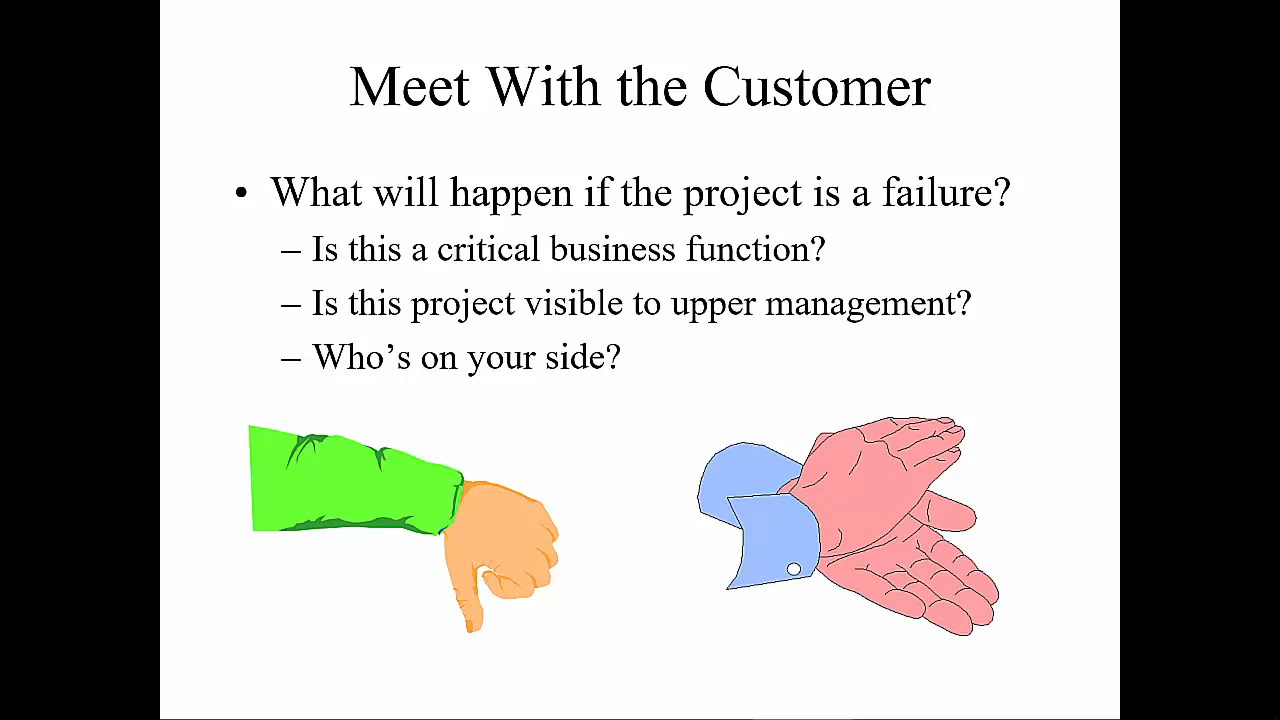 Meet With the Customer
• What will happen if the project is a failure?
– Is this a critical business function?
– Is this project visible to upper management?
– Who’s on your side?